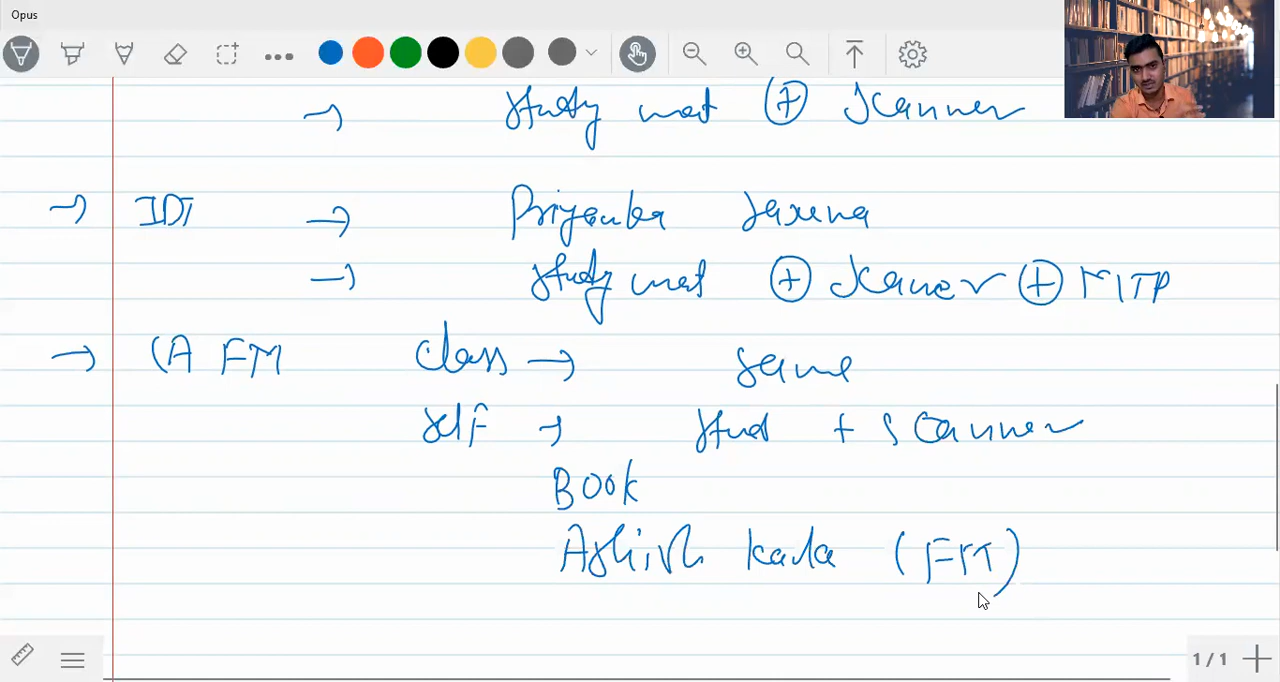 Opus
→ Study mat ⊕ Scanner
→ IDT → Priyanka Saxena
→ Study mat ⊕ Scanner ⊕ MTP
→ CA FM Class → Same
Self → Stud + Scanner
Book
Ashish Kalra (FM)
1 / 1